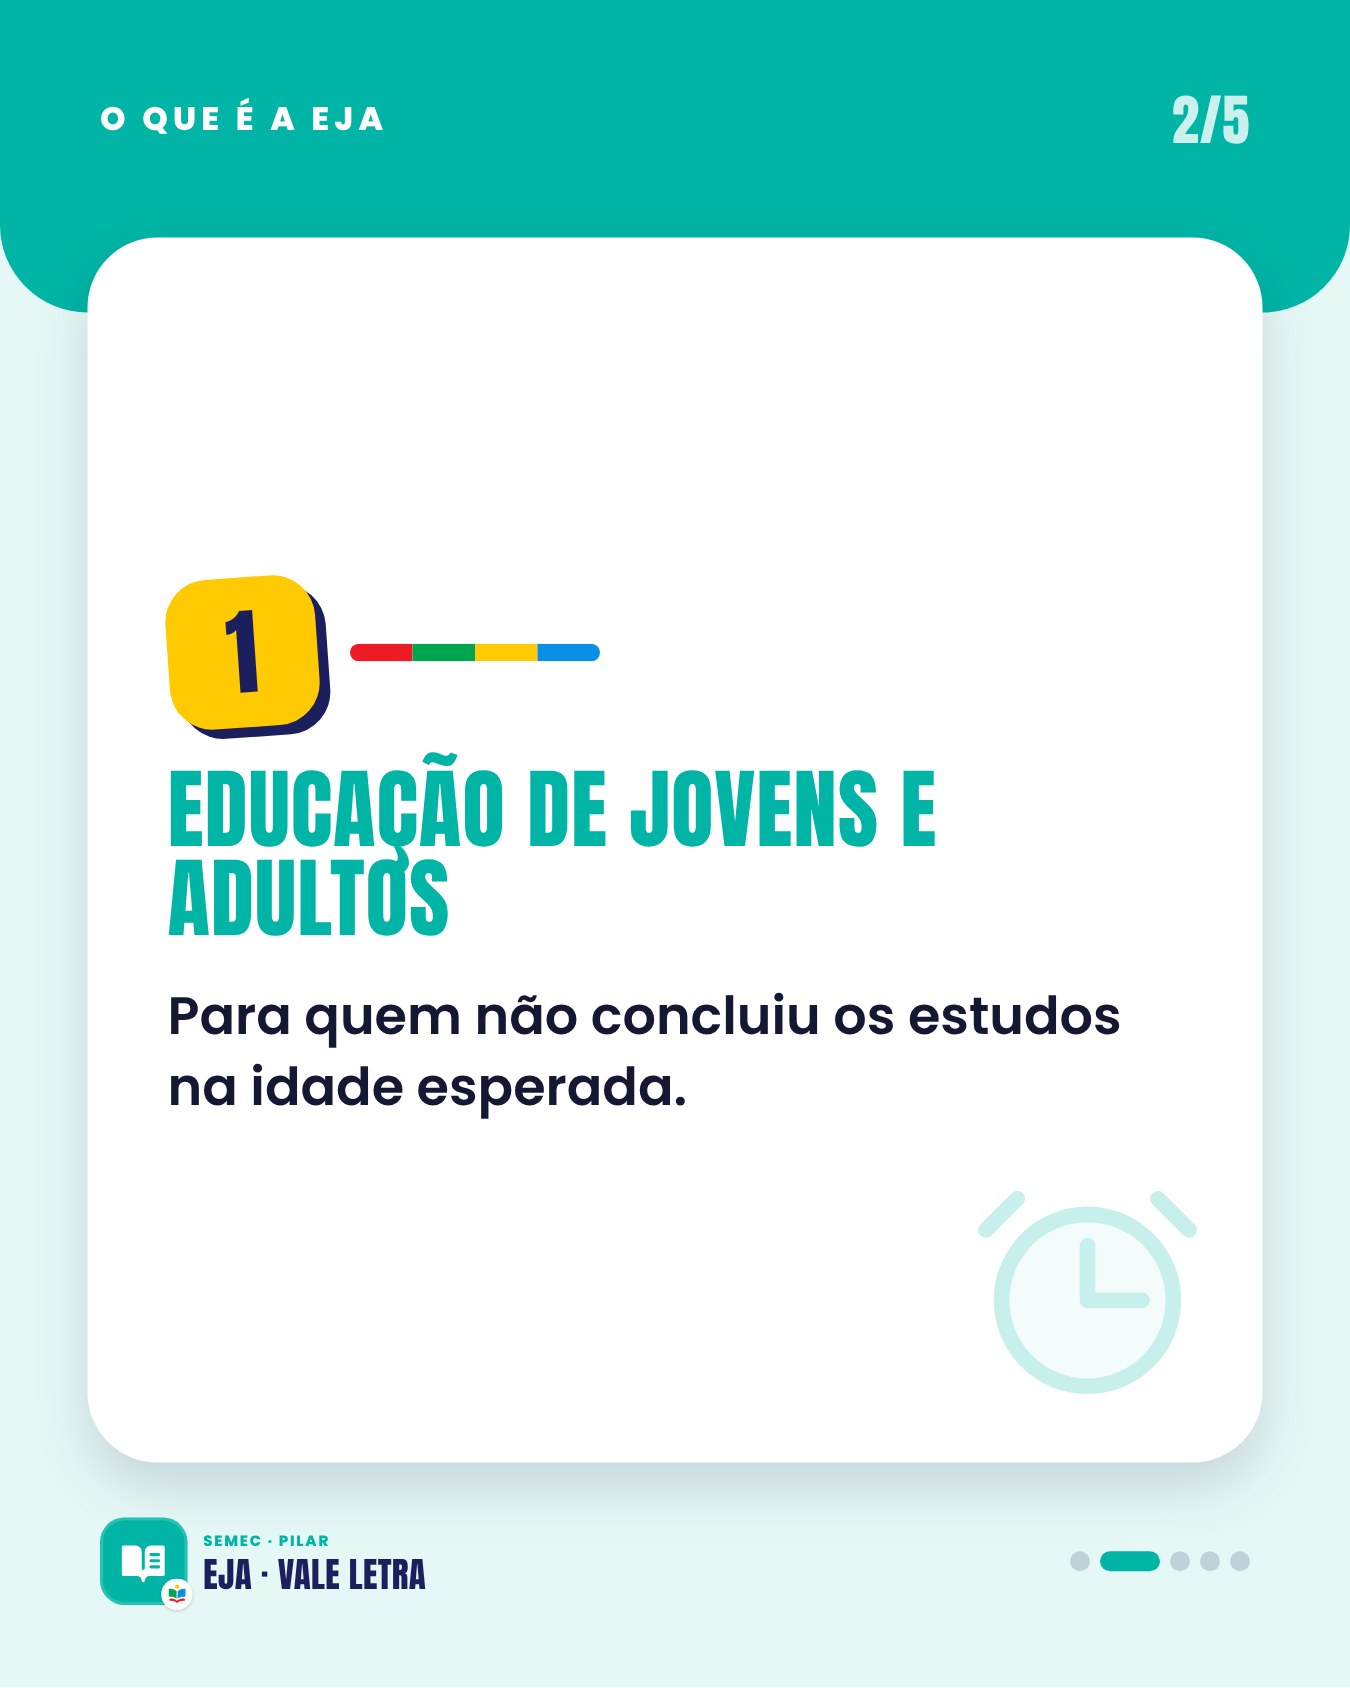 O QUE É A EJA
2/5
1
EDUCAÇÃO DE JOVENS E
ADULTOS
Para quem não concluiu os estudos
na idade esperada.
SEMEC · PILAR
EJA · VALE LETRA